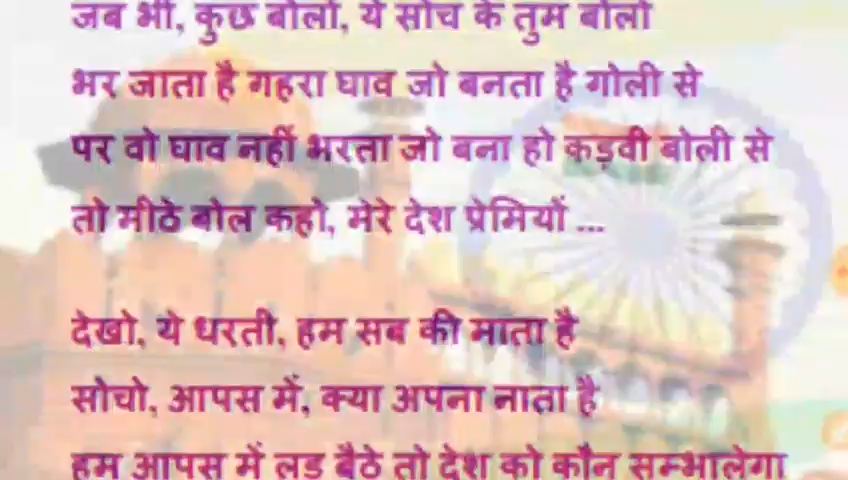 जब भी, कुछ बोलो, ये सोच के तुम बोलो
भर जाता है गहरा घाव जो बनता है गोली से
पर वो घाव नहीं भरता जो बना हो कड़वी बोली से
तो मीठे बोल कहो, मेरे देश प्रेमियों ...
देखो, ये धरती, हम सब की माता है
सोचो, आपस में, क्या अपना नाता है
हम आपस में लड बैठे तो देश को कौन सम्भालेगा